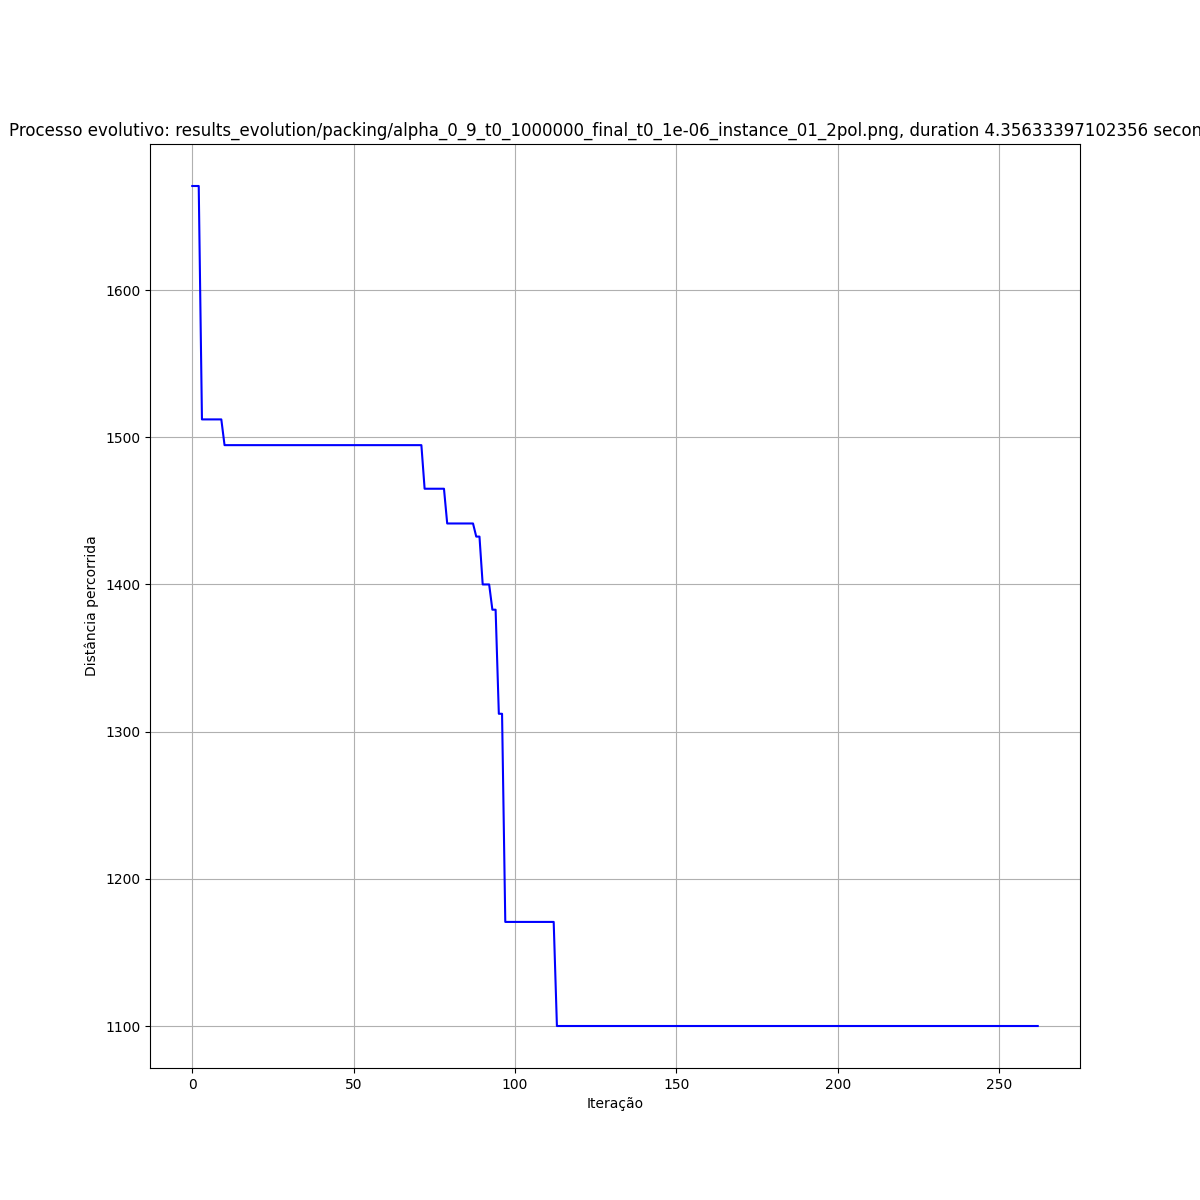 Processo evolutivo: results_evolution/packing/alpha_0_9_t0_1000000_final_t0_1e-06_instance_01_2pol.png, duration 4.35633397102356 secon
1600
1500
1400
1300
1200
1100
Distância percorrida
0 50 100 150 200 250
Iteração